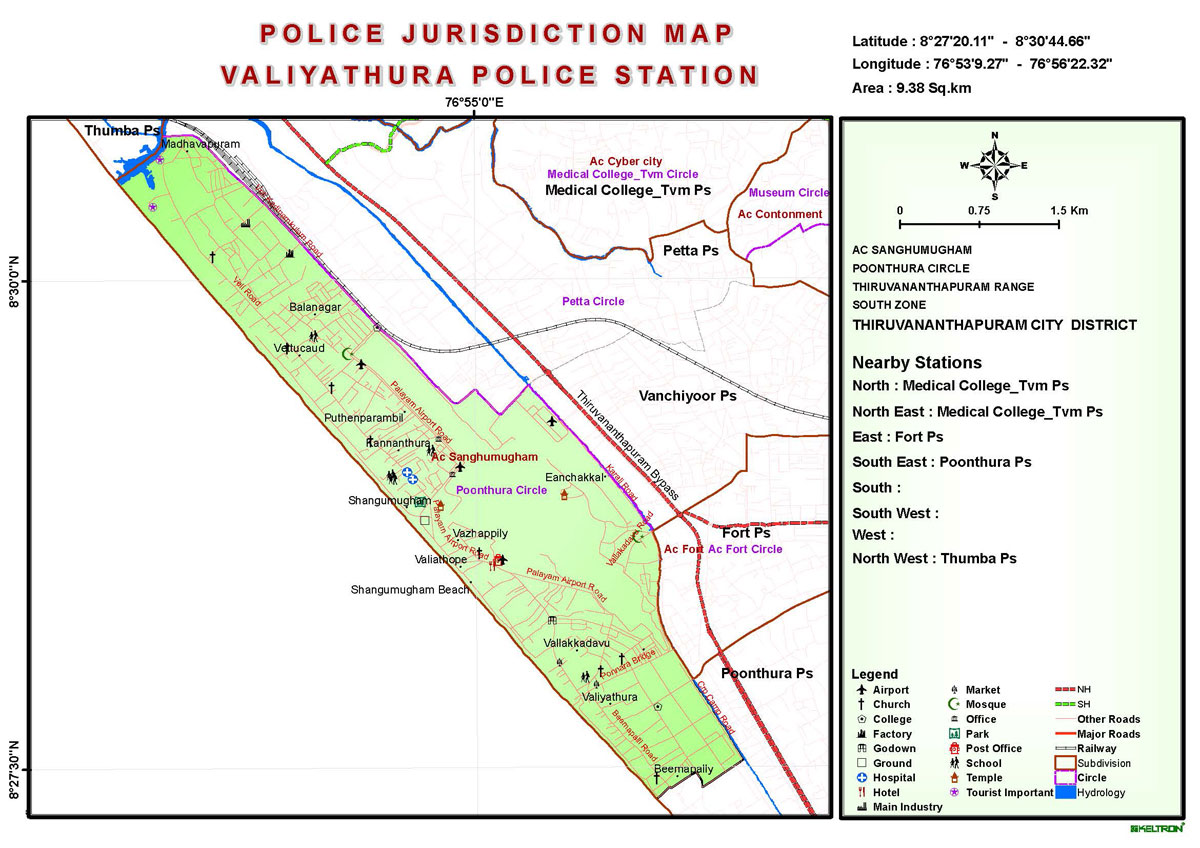 POLICE JURISDICTION MAP
VALIYATHURA POLICE STATION
Latitude : 8°27'20.11" - 8°30'44.66"
Longitude : 76°53'9.27" - 76°56'22.32"
Area : 9.38 Sq.km
76°55'0"E
8°30'0"N
8°27'30"N
Thumba Ps
Madhavapuram
Ac Cyber city
Medical College_Tvm Circle
Medical College_Tvm Ps
Museum Circle
Ac Contonment
Petta Ps
Veli Road
Petta Circle
Balanagar
Vettucaud
Vanchiyoor Ps
Palayam Airport Road
Thiruvananthapuram Bypass
Puthenparambil
Kannanthura
Ac Sanghumugham
Eanchakkal
Karali Road
Poonthura Circle
Shangumugham
Palayam Airport Road
Vallakadavu Road
Vazhappily
Fort Ps
Ac Fort
Ac Fort Circle
Valiathope
Palayam Airport Road
Shangumugham Beach
Vallakkadavu
Ponnara Bridge
Poonthura Ps
Valiyathura
Crp Camp Road
Beemapalli Road
Beemapally
N
W
E
S
0
0.75
1.5 Km
AC SANGHUMUGHAM
POONTHURA CIRCLE
THIRUVANANTHAPURAM RANGE
SOUTH ZONE
THIRUVANANTHAPURAM CITY DISTRICT
Nearby Stations
North : Medical College_Tvm Ps
North East : Medical College_Tvm Ps
East : Fort Ps
South East : Poonthura Ps
South :
South West :
West :
North West : Thumba Ps
Legend
Airport
Church
College
Factory
Godown
Ground
Hospital
Hotel
Main Industry
Market
Mosque
Office
Park
Post Office
School
Temple
Tourist Important
NH
SH
Other Roads
Major Roads
Railway
Subdivision
Circle
Hydrology
KELTRON